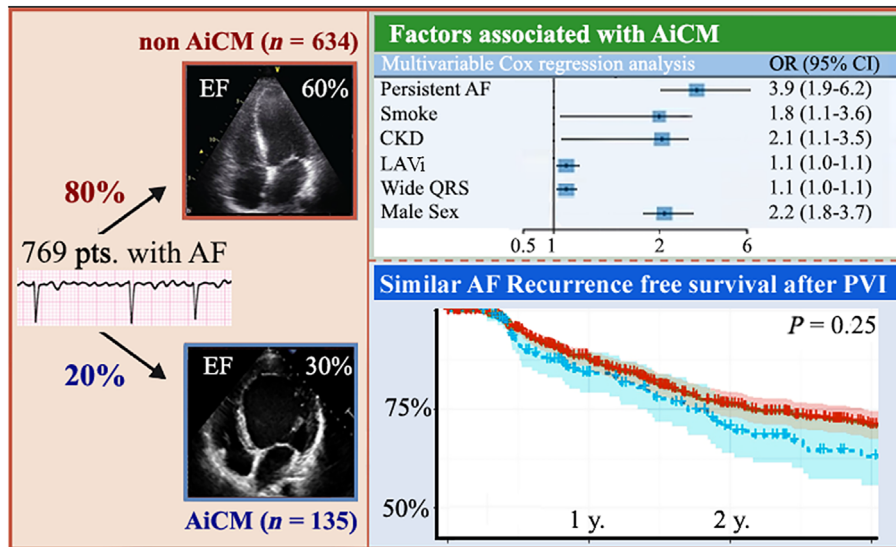 non AiCM (n = 634)
EF 60%
80%
769 pts. with AF
20%
EF 30%
AiCM (n = 135)
Factors associated with AiCM
Multivariable Cox regression analysis OR (95% CI)
Persistent AF 3.9 (1.9-6.2)
Smoke 1.8 (1.1-3.6)
CKD 2.1 (1.1-3.5)
LAVi 1.1 (1.0-1.1)
Wide QRS 1.1 (1.0-1.1)
Male Sex 2.2 (1.8-3.7)
0.5 1 2 6
Similar AF Recurrence free survival after PVI
P = 0.25
75%
50%
1 y. 2 y.